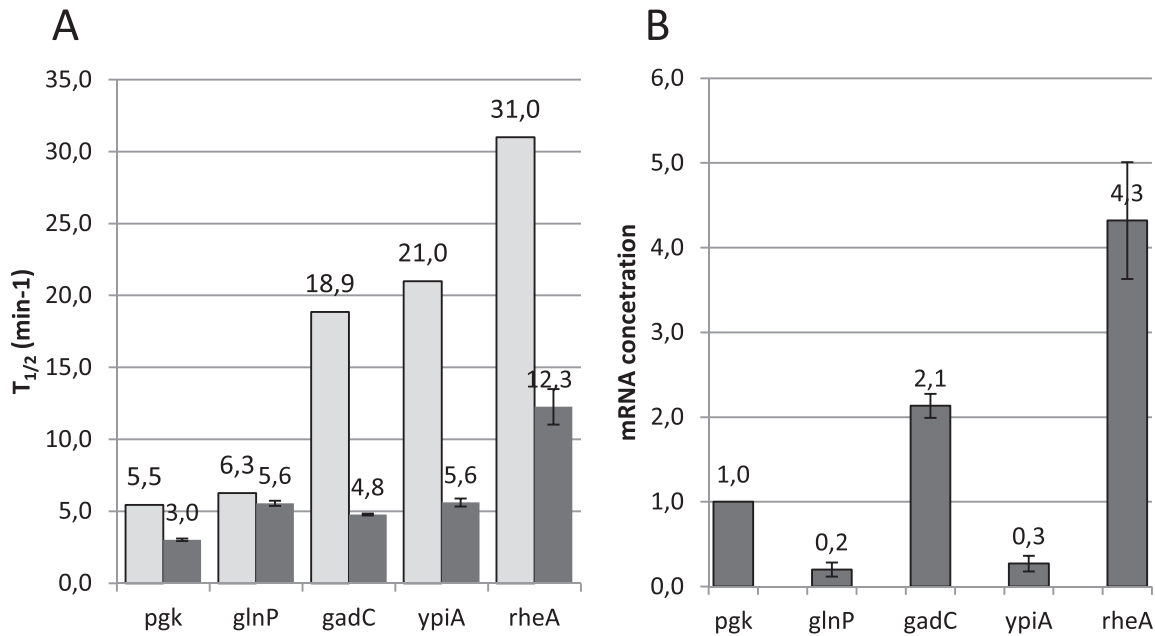 A
T1/2 (min-1)
35,0
30,0
25,0
20,0
15,0
10,0
5,0
0,0
5,5
3,0
6,3
5,6
18,9
4,8
21,0
5,6
31,0
12,3
pgk
glnP
gadC
ypiA
rheA
B
mRNA concetration
6,0
5,0
4,0
3,0
2,0
1,0
0,0
1,0
0,2
2,1
0,3
4,3
pgk
glnP
gadC
ypiA
rheA